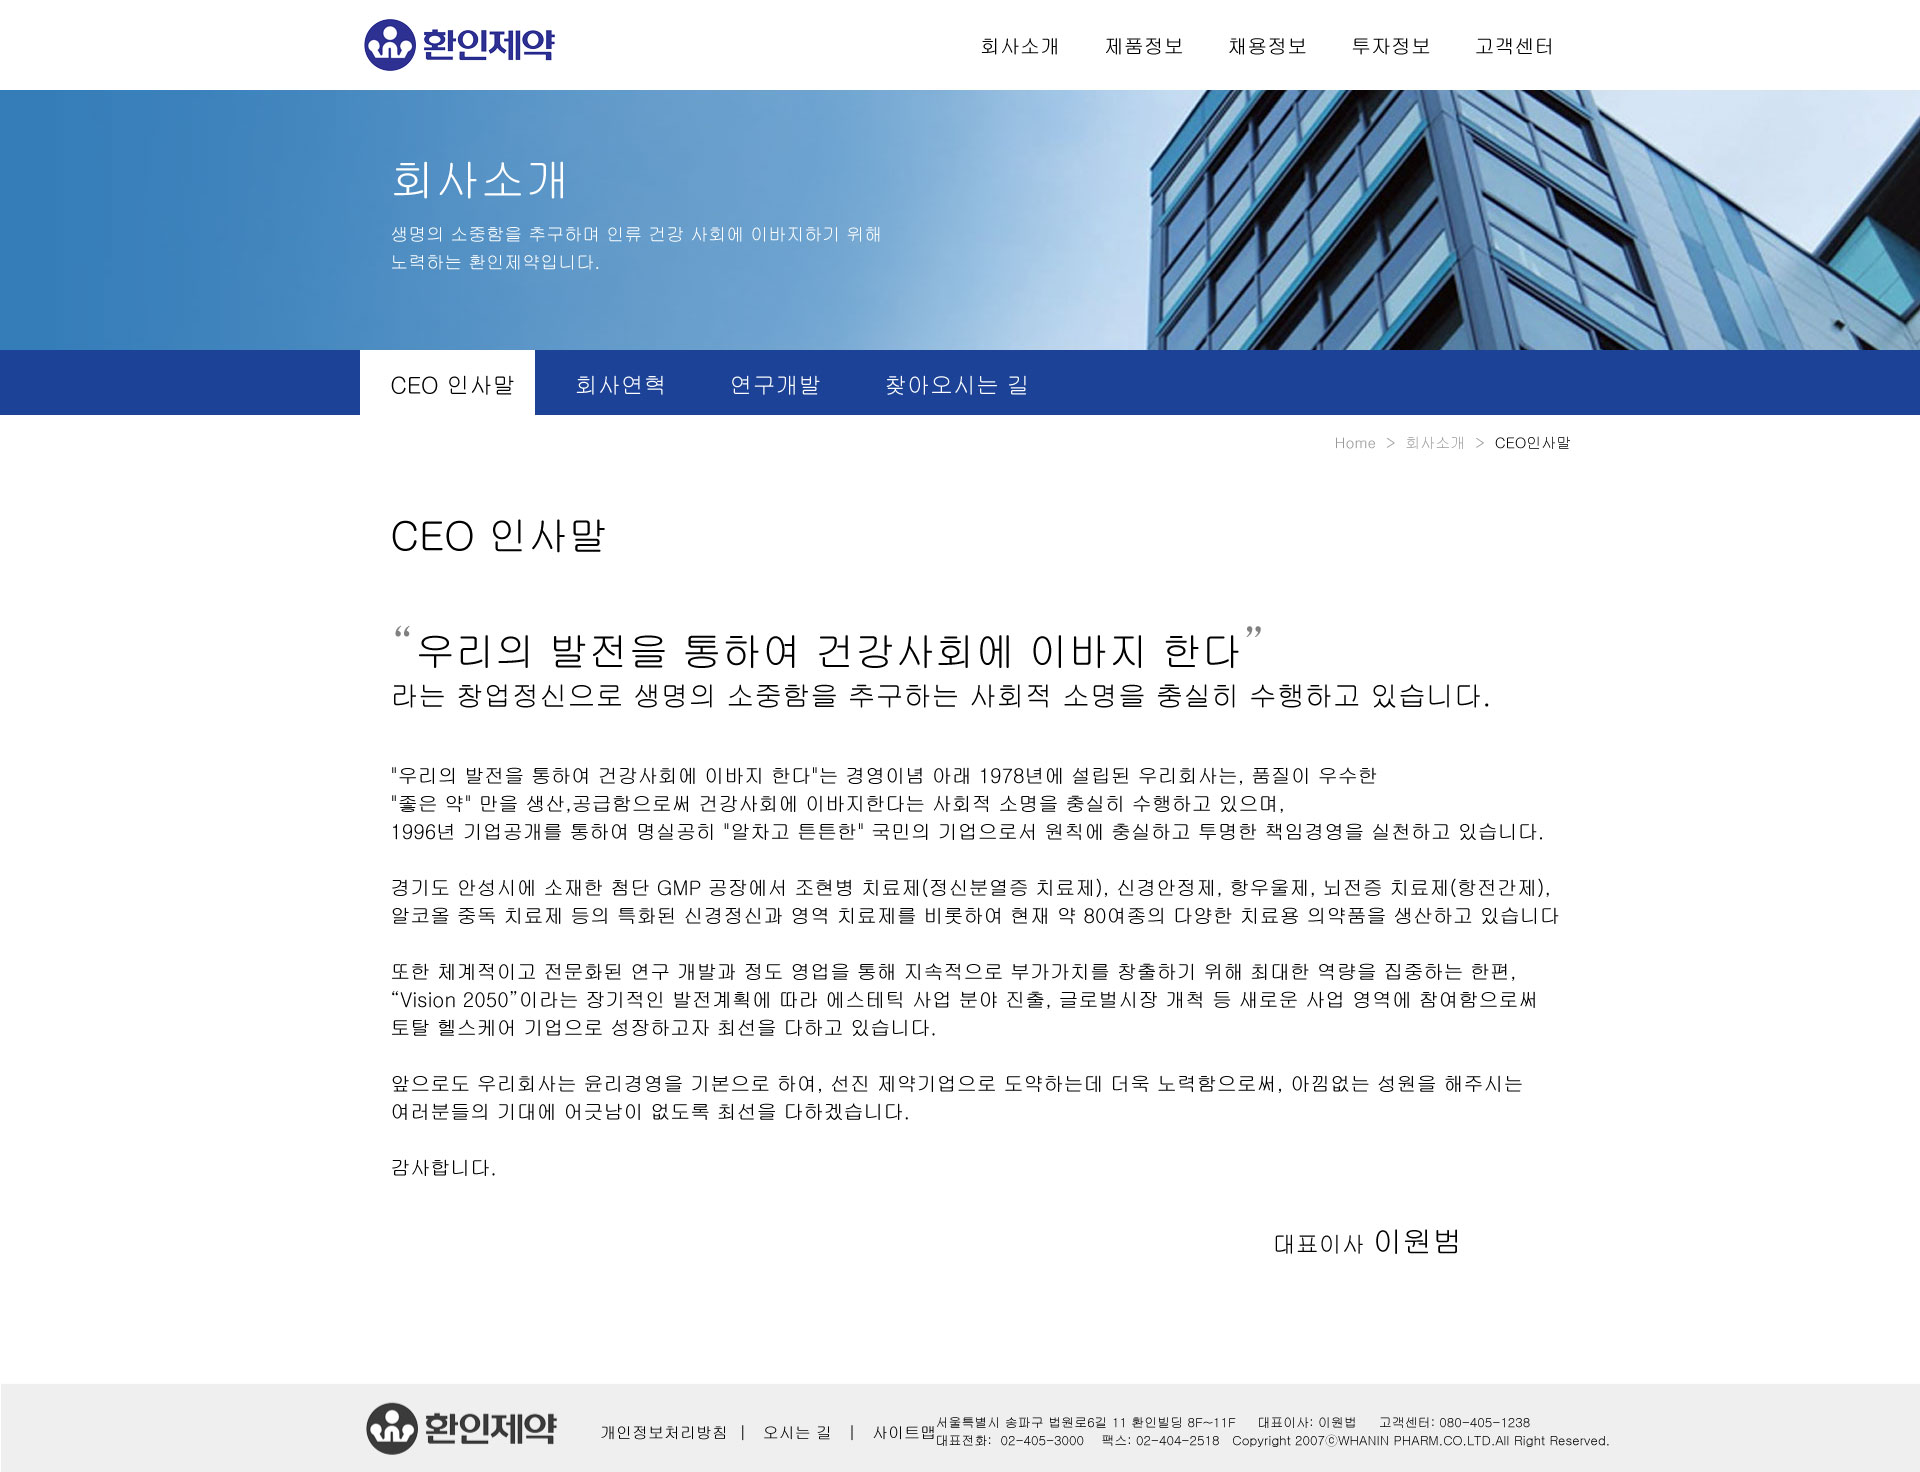 환인제약
회사소개 제품정보 채용정보 투자정보 고객센터
회사소개
생명의 소중함을 추구하며 인류 건강 사회에 이바지하기 위해
노력하는 환인제약입니다.
CEO 인사말 회사연혁 연구개발 찾아오시는 길
Home > 회사소개 > CEO인사말
CEO 인사말
“우리의 발전을 통하여 건강사회에 이바지 한다”
라는 창업정신으로 생명의 소중함을 추구하는 사회적 소명을 충실히 수행하고 있습니다.
"우리의 발전을 통하여 건강사회에 이바지 한다"는 경영이념 아래 1978년에 설립된 우리회사는, 품질이 우수한
"좋은 약" 만을 생산,공급함으로써 건강사회에 이바지한다는 사회적 소명을 충실히 수행하고 있으며,
1996년 기업공개를 통하여 명실공히 "알차고 튼튼한" 국민의 기업으로서 원칙에 충실하고 투명한 책임경영을 실천하고 있습니다.
경기도 안성시에 소재한 첨단 GMP 공장에서 조현병 치료제(정신분열증 치료제), 신경안정제, 항우울제, 뇌전증 치료제(항전간제),
알코올 중독 치료제 등의 특화된 신경정신과 영역 치료제를 비롯하여 현재 약 80여종의 다양한 치료용 의약품을 생산하고 있습니다
또한 체계적이고 전문화된 연구 개발과 정도 영업을 통해 지속적으로 부가가치를 창출하기 위해 최대한 역량을 집중하는 한편,
“Vision 2050”이라는 장기적인 발전계획에 따라 에스테틱 사업 분야 진출, 글로벌시장 개척 등 새로운 사업 영역에 참여함으로써
토탈 헬스케어 기업으로 성장하고자 최선을 다하고 있습니다.
앞으로도 우리회사는 윤리경영을 기본으로 하여, 선진 제약기업으로 도약하는데 더욱 노력함으로써, 아낌없는 성원을 해주시는
여러분들의 기대에 어긋남이 없도록 최선을 다하겠습니다.
감사합니다.
대표이사 이원범
환인제약
개인정보처리방침 | 오시는 길 | 사이트맵
서울특별시 송파구 법원로6길 11 환인빌딩 8F~11F 대표이사: 이원범 고객센터: 080-405-1238
대표전화: 02-405-3000 팩스: 02-404-2518 Copyright 2007ⓒWHANIN PHARM.CO.LTD.All Right Reserved.